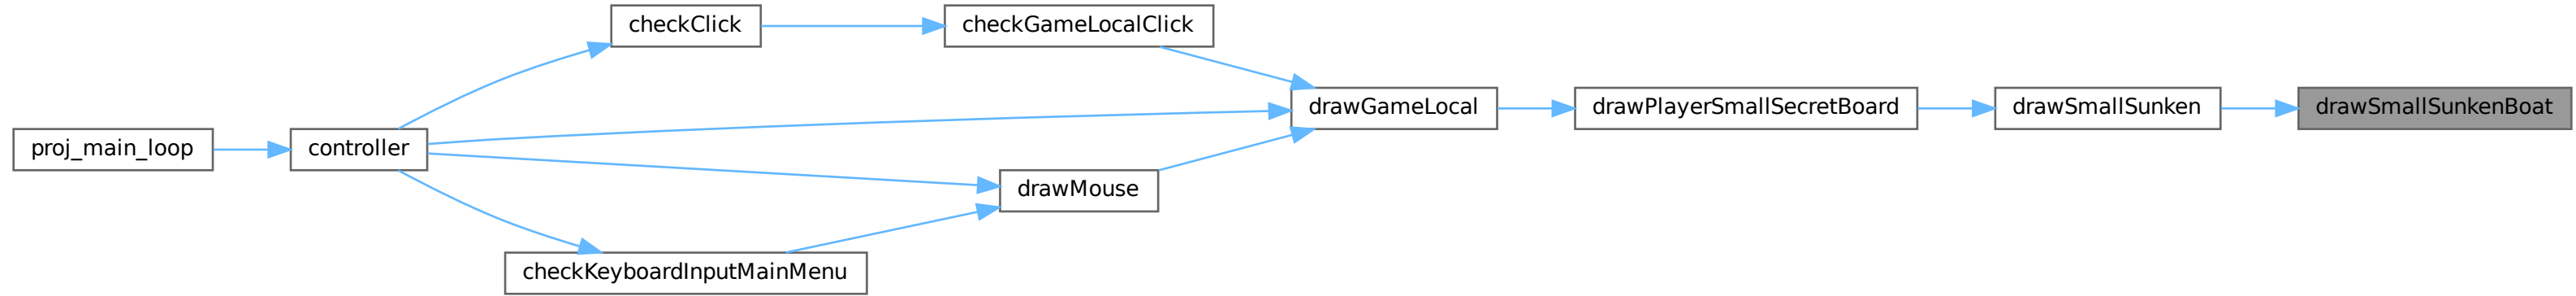 proj_main_loop
controller
checkClick
checkKeyboardInputMainMenu
checkGameLocalClick
drawMouse
drawGameLocal
drawPlayerSmallSecretBoard
drawSmallSunken
drawSmallSunkenBoat